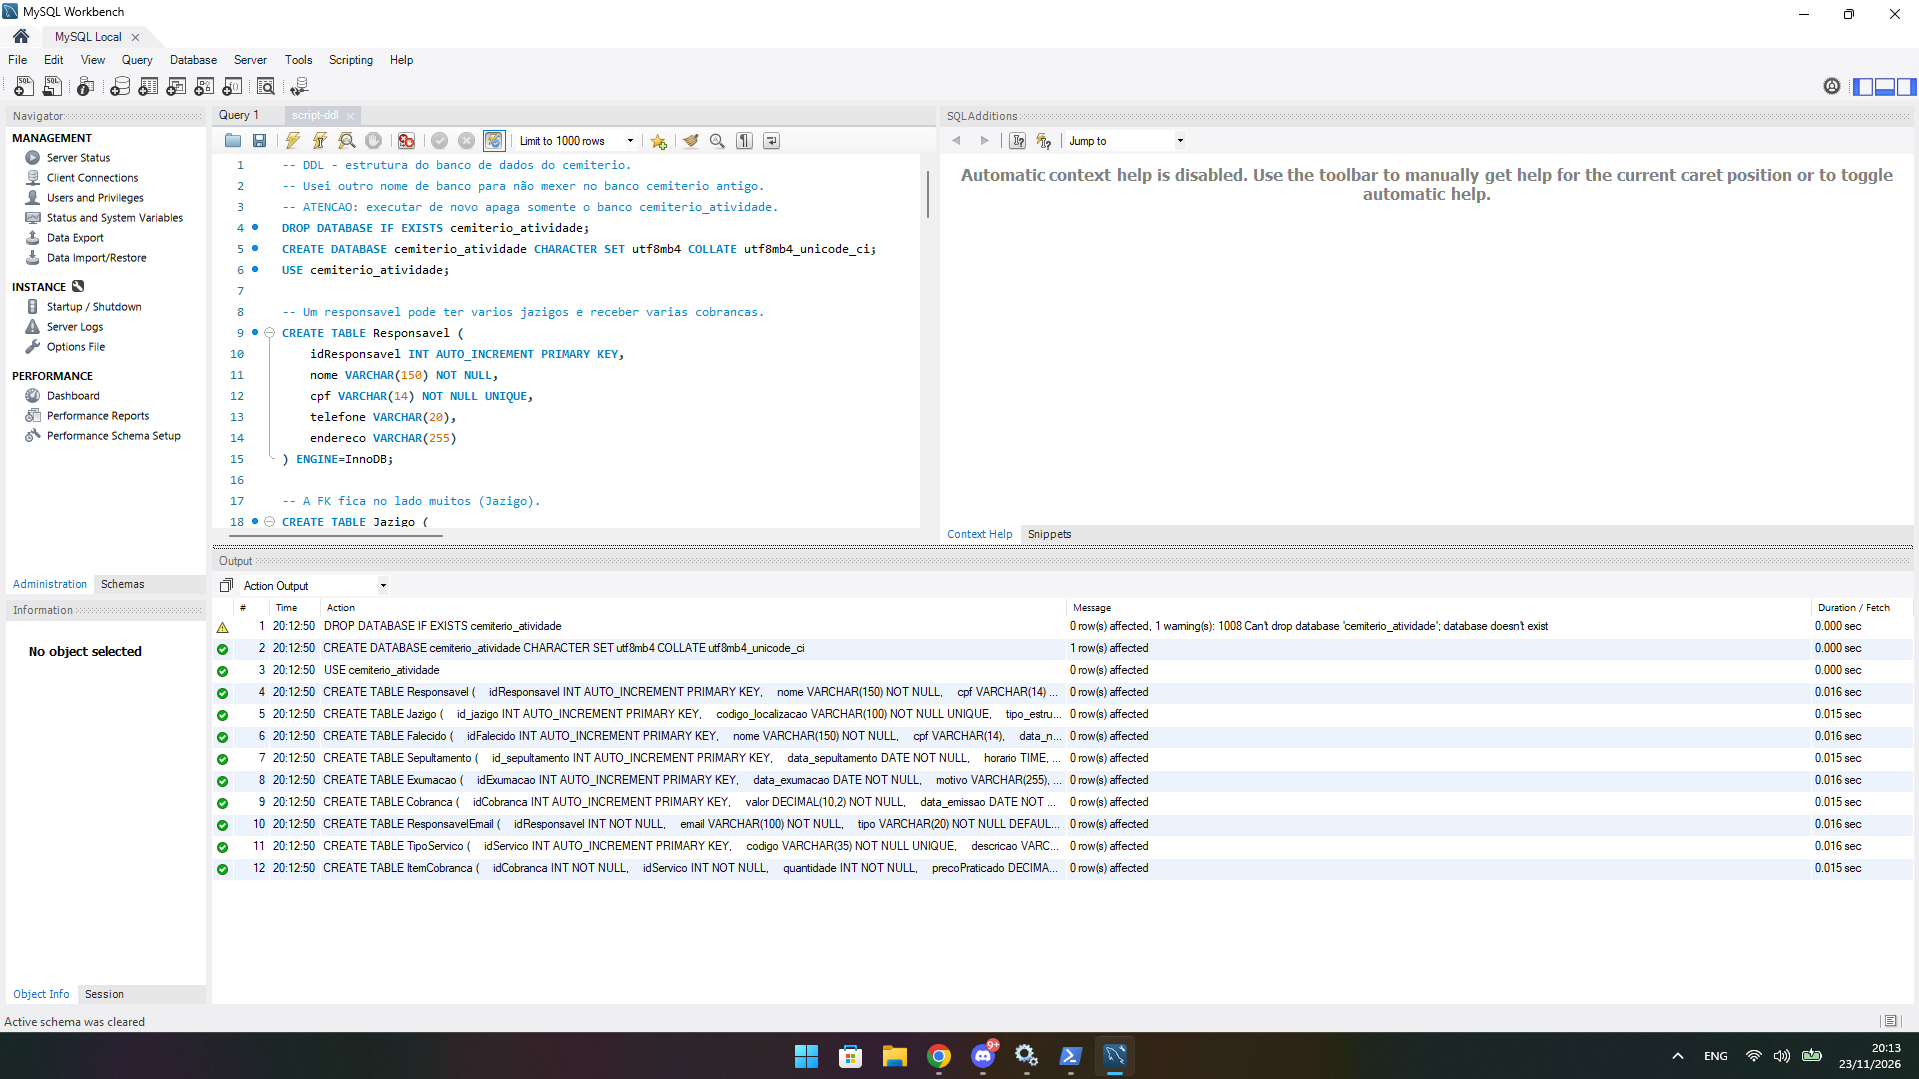 MySQL Workbench
MySQL Local
File Edit View Query Database Server Tools Scripting Help
Navigator
MANAGEMENT
Server Status
Client Connections
Users and Privileges
Status and System Variables
Data Export
Data Import/Restore
INSTANCE
Startup / Shutdown
Server Logs
Options File
PERFORMANCE
Dashboard
Performance Reports
Performance Schema Setup
Administration Schemas
Information
No object selected
Object Info Session
Query 1 script-ddl
Limit to 1000 rows
1 -- DDL - estrutura do banco de dados do cemiterio.
2 -- Usei outro nome de banco para não mexer no banco cemiterio antigo.
3 -- ATENCAO: executar de novo apaga somente o banco cemiterio_atividade.
4 DROP DATABASE IF EXISTS cemiterio_atividade;
5 CREATE DATABASE cemiterio_atividade CHARACTER SET utf8mb4 COLLATE utf8mb4_unicode_ci;
6 USE cemiterio_atividade;
7
8 -- Um responsavel pode ter varios jazigos e receber varias cobrancas.
9 CREATE TABLE Responsavel (
10 idResponsavel INT AUTO_INCREMENT PRIMARY KEY,
11 nome VARCHAR(150) NOT NULL,
12 cpf VARCHAR(14) NOT NULL UNIQUE,
13 telefone VARCHAR(20),
14 endereco VARCHAR(255)
15 ) ENGINE=InnoDB;
16
17 -- A FK fica no lado muitos (Jazigo).
18 CREATE TABLE Jazigo (
SQLAdditions
Jump to
Automatic context help is disabled. Use the toolbar to manually get help for the current caret position or to toggle
automatic help.
Context Help Snippets
Output
Action Output
# Time Action Message Duration / Fetch
1 20:12:50 DROP DATABASE IF EXISTS cemiterio_atividade 0 row(s) affected, 1 warning(s): 1008 Can't drop database 'cemiterio_atividade'; database doesn't exist 0.000 sec
2 20:12:50 CREATE DATABASE cemiterio_atividade CHARACTER SET utf8mb4 COLLATE utf8mb4_unicode_ci 1 row(s) affected 0.000 sec
3 20:12:50 USE cemiterio_atividade 0 row(s) affected 0.000 sec
4 20:12:50 CREATE TABLE Responsavel ( idResponsavel INT AUTO_INCREMENT PRIMARY KEY, nome VARCHAR(150) NOT NULL, cpf VARCHAR(14) ... 0 row(s) affected 0.016 sec
5 20:12:50 CREATE TABLE Jazigo ( id_jazigo INT AUTO_INCREMENT PRIMARY KEY, codigo_localizacao VARCHAR(100) NOT NULL UNIQUE, tipo_estru... 0 row(s) affected 0.015 sec
6 20:12:50 CREATE TABLE Falecido ( idFalecido INT AUTO_INCREMENT PRIMARY KEY, nome VARCHAR(150) NOT NULL, cpf VARCHAR(14), data_n... 0 row(s) affected 0.016 sec
7 20:12:50 CREATE TABLE Sepultamento ( id_sepultamento INT AUTO_INCREMENT PRIMARY KEY, data_sepultamento DATE NOT NULL, horario TIME, ... 0 row(s) affected 0.015 sec
8 20:12:50 CREATE TABLE Exumacao ( idExumacao INT AUTO_INCREMENT PRIMARY KEY, data_exumacao DATE NOT NULL, motivo VARCHAR(255), ... 0 row(s) affected 0.016 sec
9 20:12:50 CREATE TABLE Cobranca ( idCobranca INT AUTO_INCREMENT PRIMARY KEY, valor DECIMAL(10,2) NOT NULL, data_emissao DATE NOT ... 0 row(s) affected 0.015 sec
10 20:12:50 CREATE TABLE ResponsavelEmail ( idResponsavel INT NOT NULL, email VARCHAR(100) NOT NULL, tipo VARCHAR(20) NOT NULL DEFAUL... 0 row(s) affected 0.016 sec
11 20:12:50 CREATE TABLE TipoServico ( idServico INT AUTO_INCREMENT PRIMARY KEY, codigo VARCHAR(35) NOT NULL UNIQUE, descricao VARC... 0 row(s) affected 0.016 sec
12 20:12:50 CREATE TABLE ItemCobranca ( idCobranca INT NOT NULL, idServico INT NOT NULL, quantidade INT NOT NULL, precoPraticado DECIMA... 0 row(s) affected 0.015 sec
Active schema was cleared
9+
ENG
20:13
23/11/2026